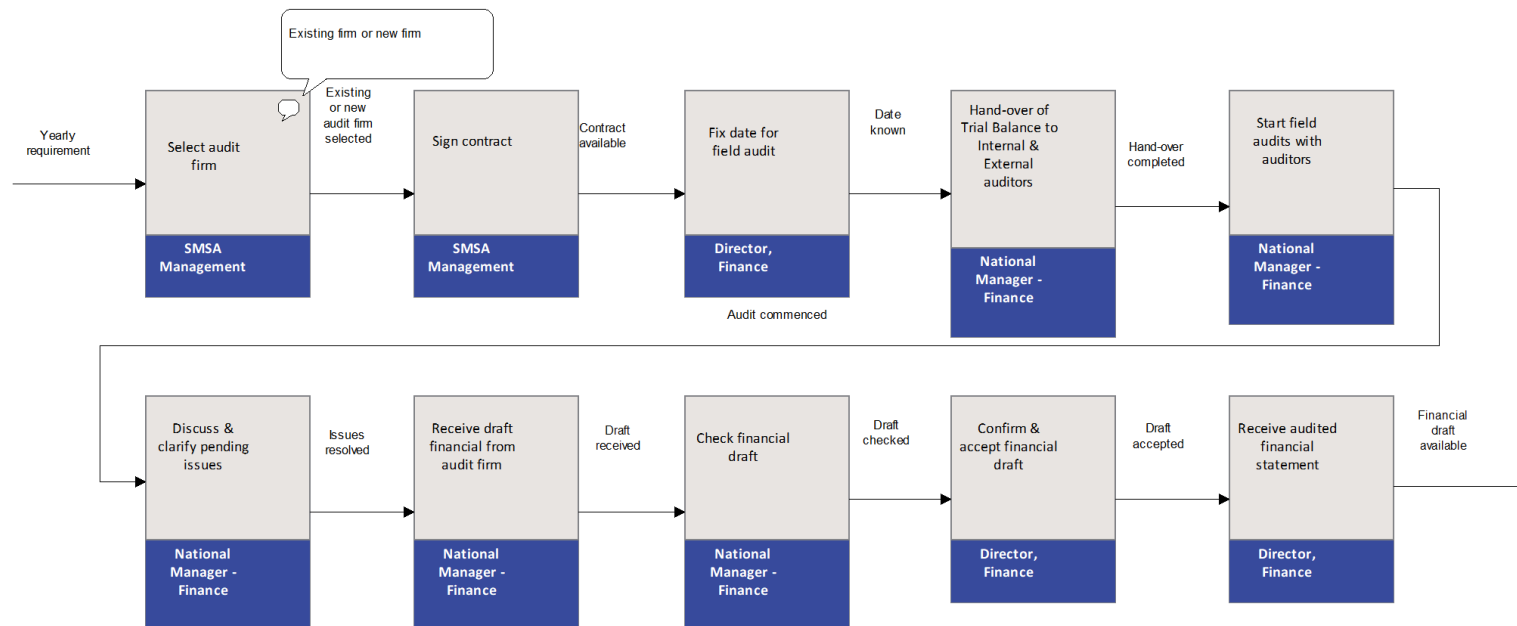 Existing firm or new firm
Yearly
requirement
Select audit
firm
SMSA
Management
Existing
or new
audit firm
selected
Sign contract
SMSA
Management
Contract
available
Fix date for
field audit
Director,
Finance
Date
known
Hand-over of
Trial Balance to
Internal &
External
auditors
National
Manager -
Finance
Hand-over
completed
Start field
audits with
auditors
National
Manager -
Finance
Audit commenced
Discuss &
clarify pending
issues
National
Manager -
Finance
Issues
resolved
Receive draft
financial from
audit firm
National
Manager -
Finance
Draft
received
Check financial
draft
National
Manager -
Finance
Draft
checked
Confirm &
accept financial
draft
Director,
Finance
Draft
accepted
Receive audited
financial
statement
Director,
Finance
Financial
draft
available